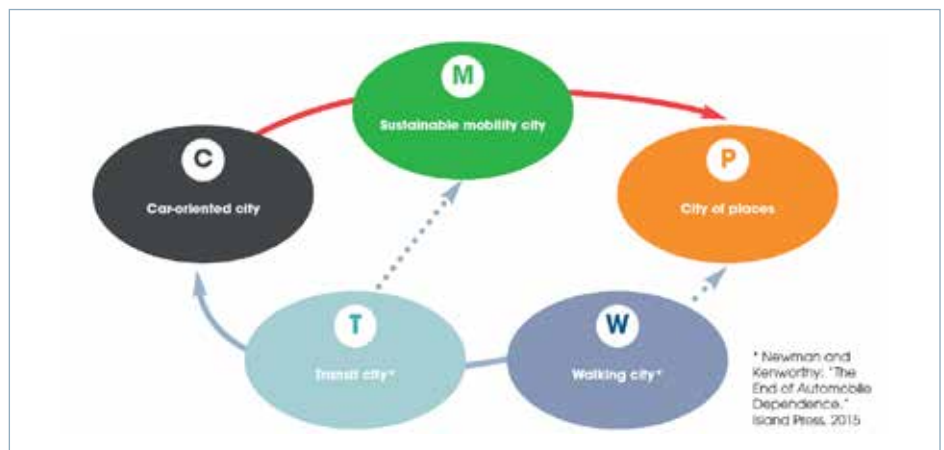 M
Sustainable mobility city
C
Car-oriented city
P
City of places
T
Transit city*
W
Walking city*
* Newman and
Kenworthy: "The
End of Automobile
Dependence."
Island Press, 2015